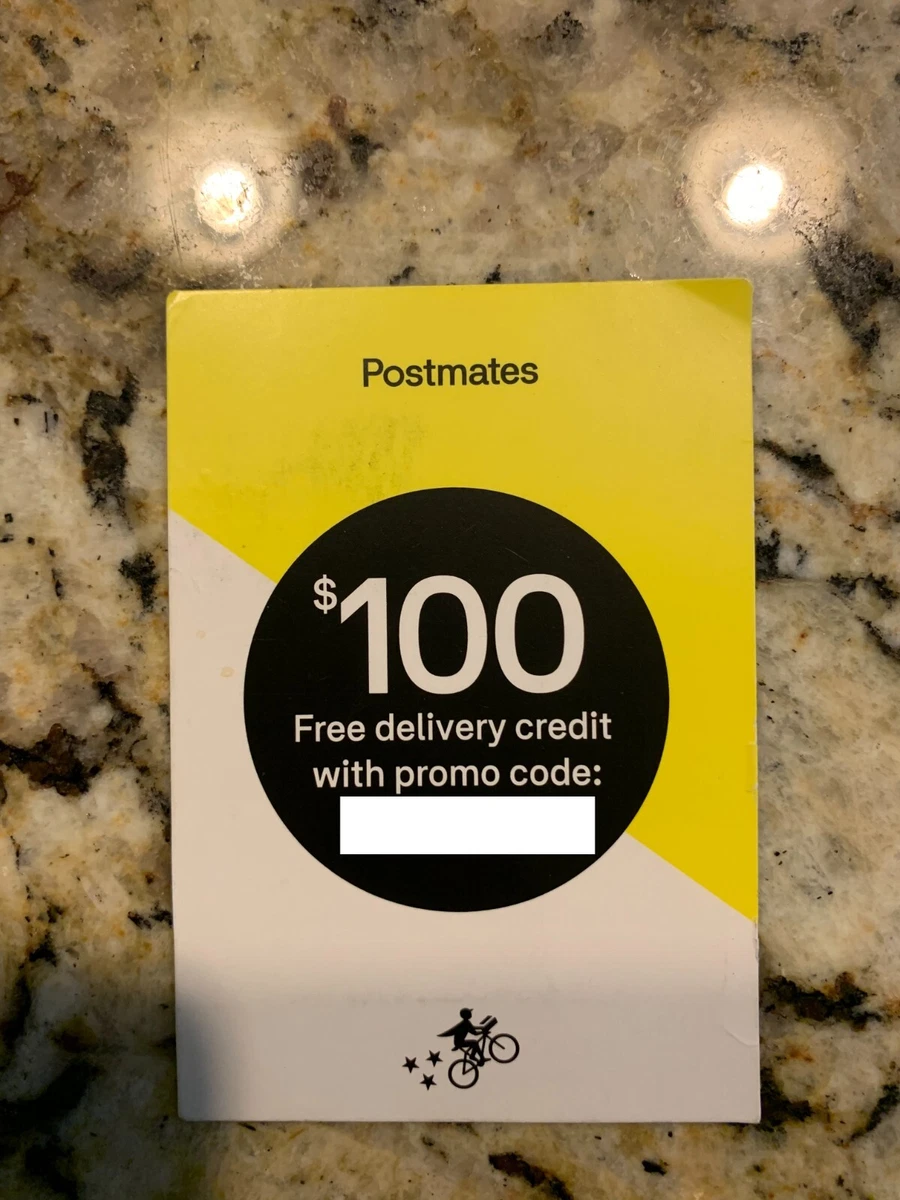 Postmates
$100
Free delivery credit
with promo code: